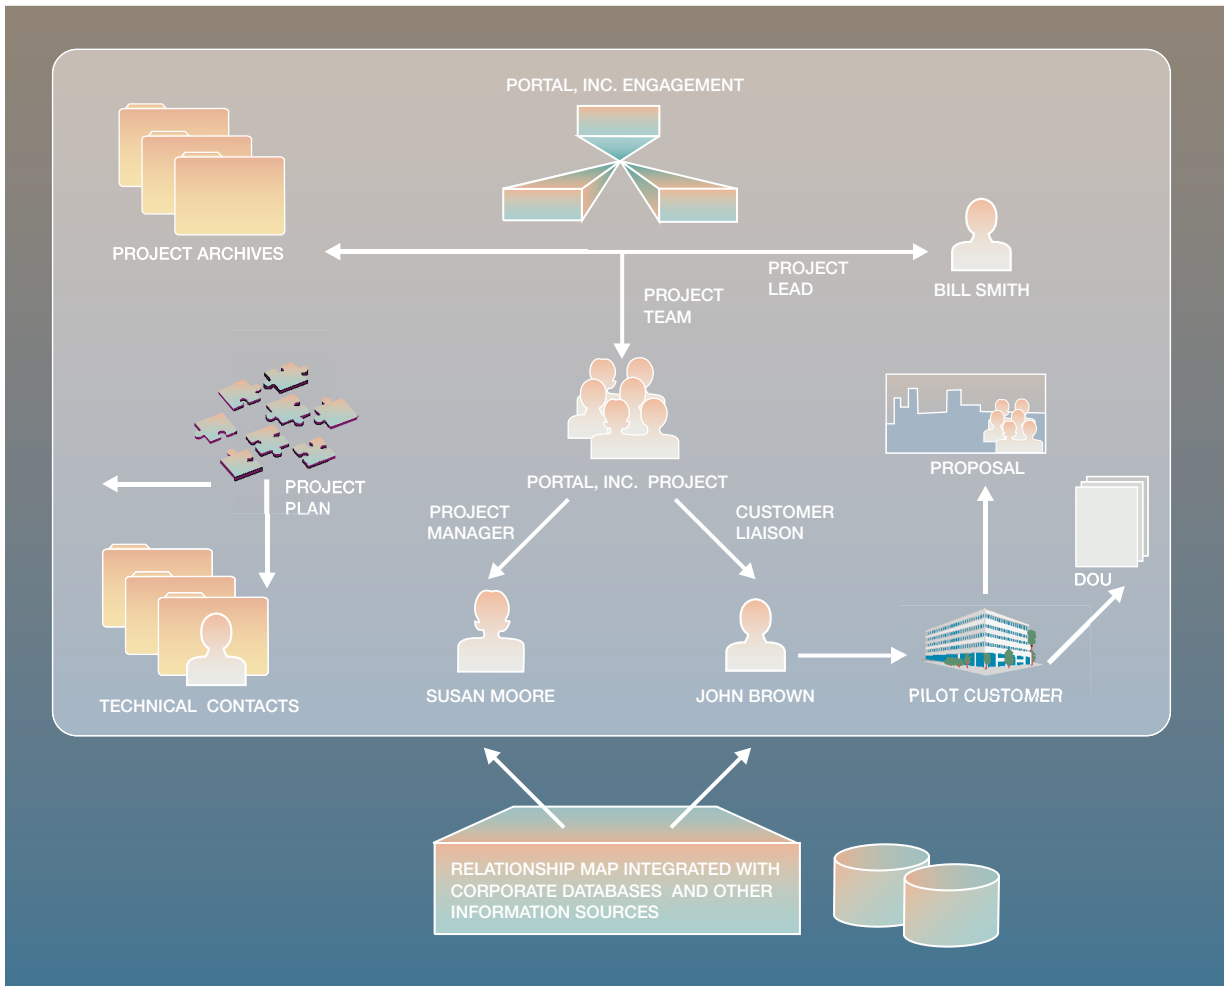 PORTAL, INC. ENGAGEMENT
PROJECT ARCHIVES
PROJECT
LEAD
BILL SMITH
PROJECT
TEAM
PROJECT
PLAN
PORTAL, INC. PROJECT
PROPOSAL
PROJECT
MANAGER
CUSTOMER
LIAISON
DOU
TECHNICAL CONTACTS
SUSAN MOORE
JOHN BROWN
PILOT CUSTOMER
RELATIONSHIP MAP INTEGRATED WITH
CORPORATE DATABASES AND OTHER
INFORMATION SOURCES